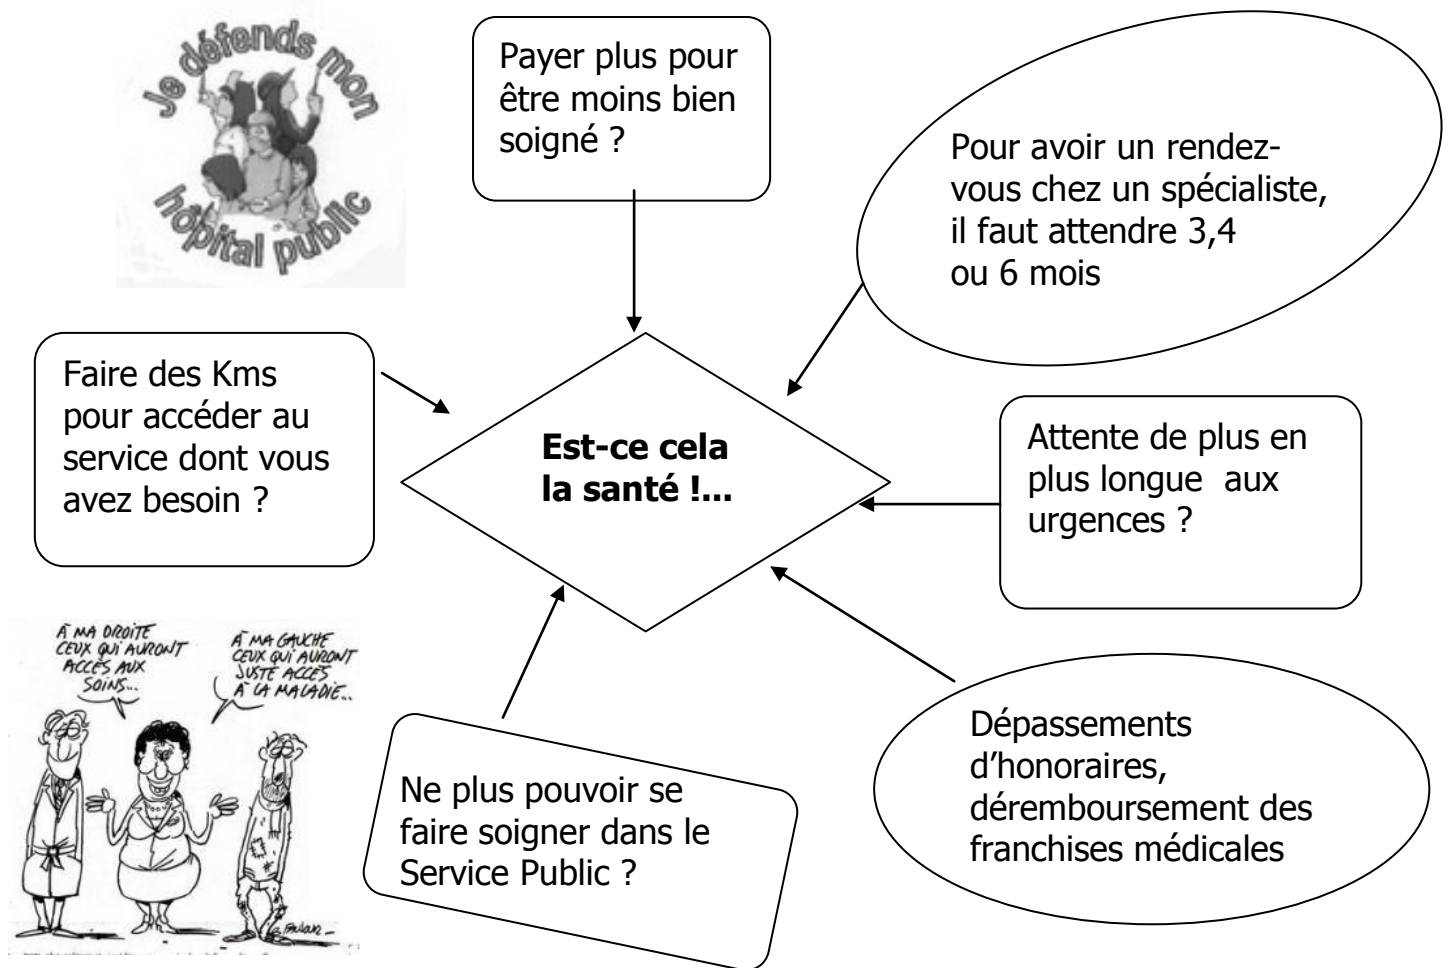 Je défends mon
hôpital public
Payer plus pour
être moins bien
soigné ?
Pour avoir un rendez-
vous chez un spécialiste,
il faut attendre 3,4
ou 6 mois
Faire des Kms
pour accéder au
service dont vous
avez besoin ?
Est-ce cela
la santé !...
Attente de plus en
plus longue  aux
urgences ?
À MA DROITE
CEUX QUI AURONT
ACCÈS AUX
SOINS...
À MA GAUCHE
CEUX QUI AURONT
JUSTE ACCÈS
À LA MALADIE...
Ne plus pouvoir se
faire soigner dans le
Service Public ?
Dépassements
d’honoraires,
déremboursement des
franchises médicales